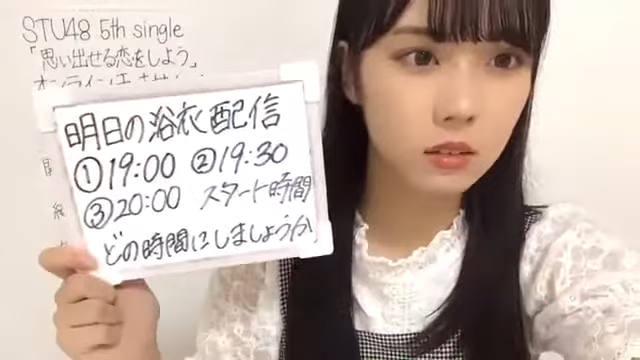 STU48 5th single
「思い出せる恋をしよう」
明日の浴衣配信
①19:00 ②19:30
③20:00 スタート時間
どの時間にしましょうか